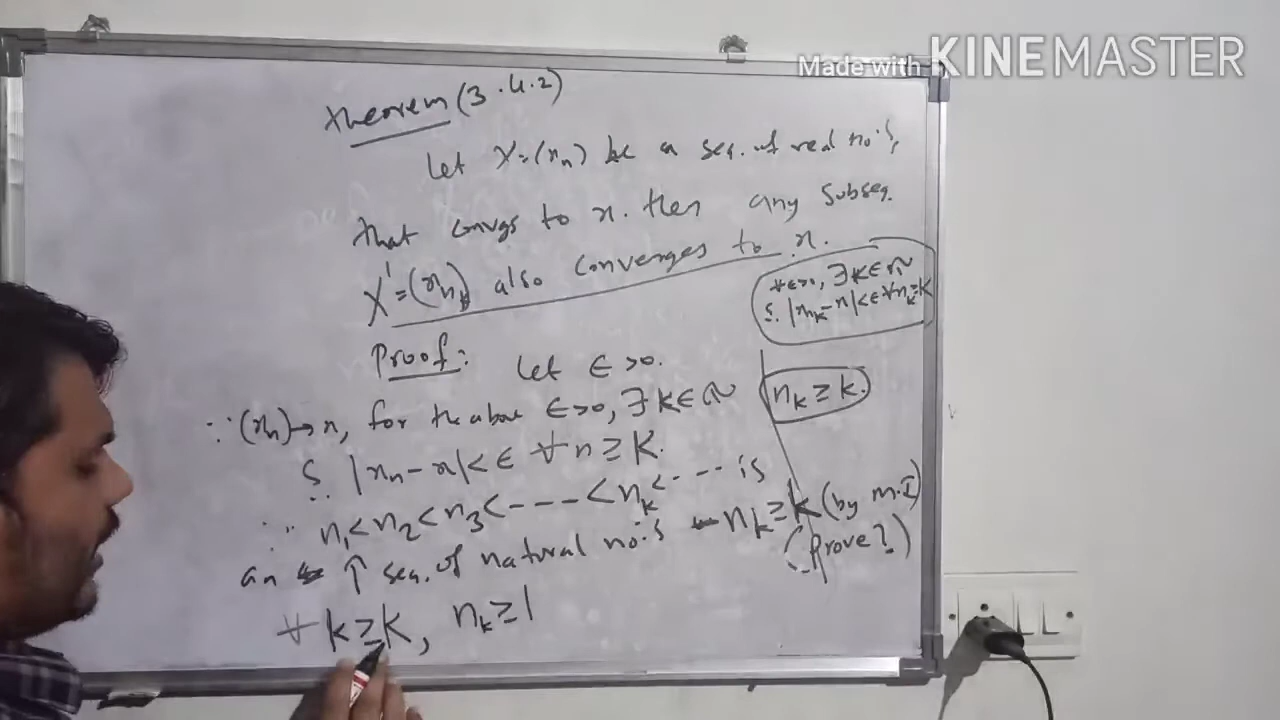 Made with KINEMASTER
Theorem (3.4.2)
Let X=(xn) be a seq. of real no.s,
that convgs to x. then any subseq.
X'=(xnk) also converges to x.
∀ ε>0, ∃ K∈ℕ
S. |xnk-x|<ε ∀ nk≥K
Proof: Let ε>0.
∵ (xn)→x, for the above ε>0, ∃ K∈ℕ
nk ≥ k.
S. |xn-x|<ε ∀ n≥K.
∵ n1<n2<n3<----<nk<---- is
an ↑ seq. of natural no.s nk≥k (by M.I)
(Prove?)
∀ k≥K, nk≥